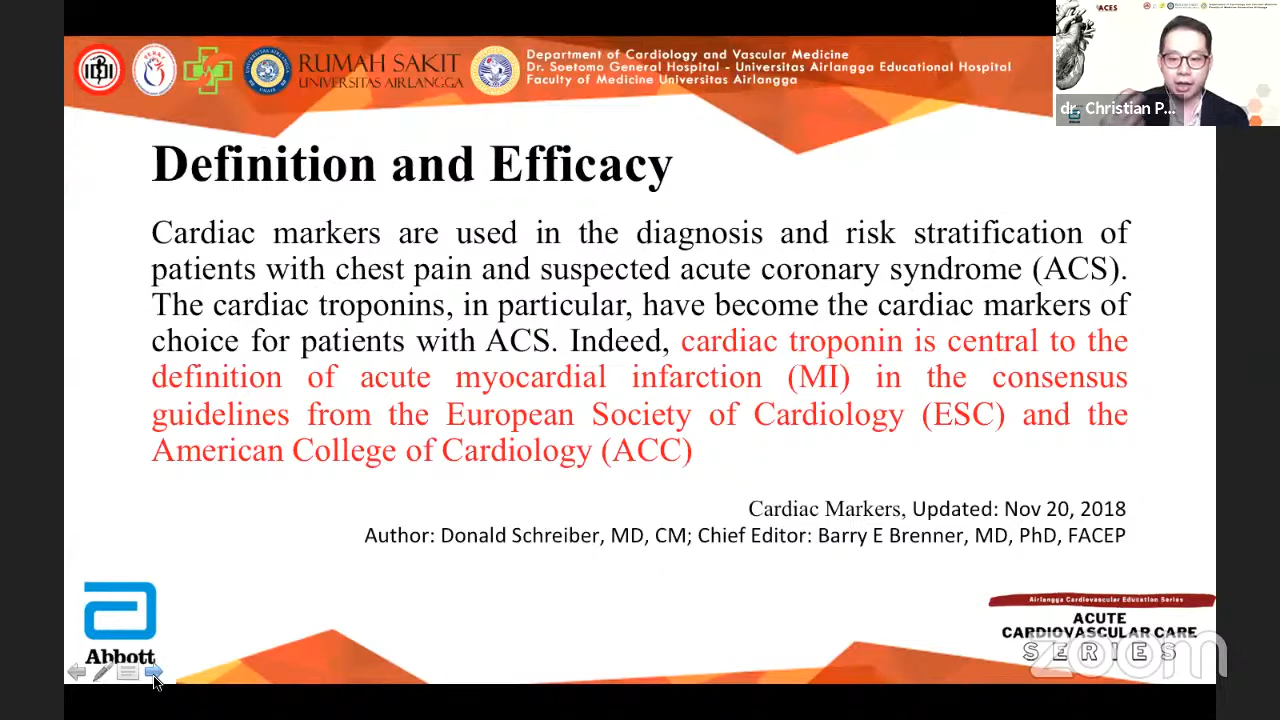 RUMAH SAKIT
UNIVERSITAS AIRLANGGA
Department of Cardiology and Vascular Medicine
Dr. Soetomo General Hospital - Universitas Airlangga Educational Hospital
Faculty of Medicine Universitas Airlangga
ACES
dr. Christian P...
Definition and Efficacy
Cardiac markers are used in the diagnosis and risk stratification of
patients with chest pain and suspected acute coronary syndrome (ACS).
The cardiac troponins, in particular, have become the cardiac markers of
choice for patients with ACS. Indeed, cardiac troponin is central to the
definition of acute myocardial infarction (MI) in the consensus
guidelines from the European Society of Cardiology (ESC) and the
American College of Cardiology (ACC)
Cardiac Markers, Updated: Nov 20, 2018
Author: Donald Schreiber, MD, CM; Chief Editor: Barry E Brenner, MD, PhD, FACEP
Abbott
Airlangga Cardiovascular Education Series
ACUTE
CARDIOVASCULAR CARE
SERIES
zoom